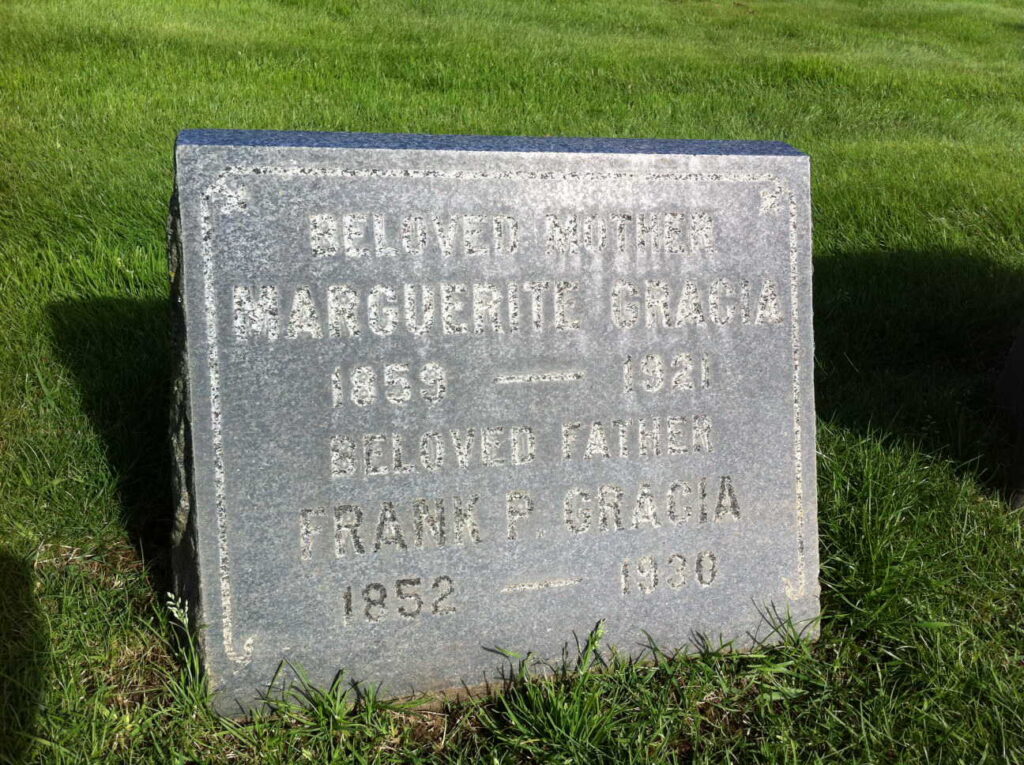 BELOVED MOTHER
MARGUERITE GRACIA
1859 — 1921
BELOVED FATHER
FRANK P. GRACIA
1852 — 1930